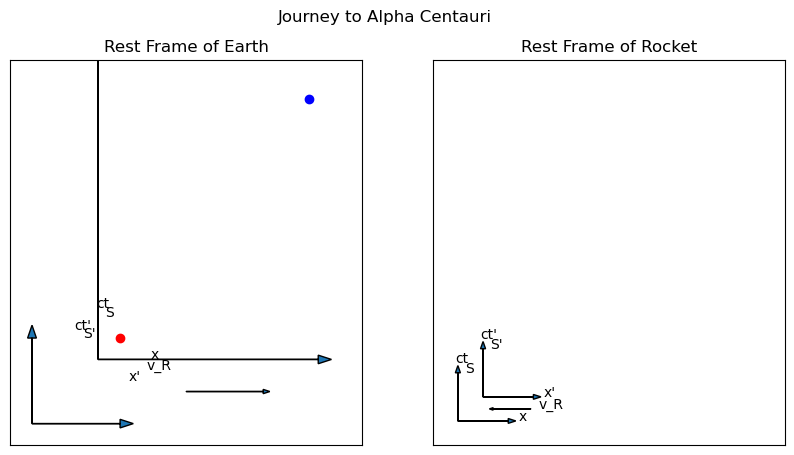 Journey to Alpha Centauri
Rest Frame of Earth
ct
S
ct'
S'
x
v_R
x'
Rest Frame of Rocket
ct'
S'
ct
S
x'
v_R
x